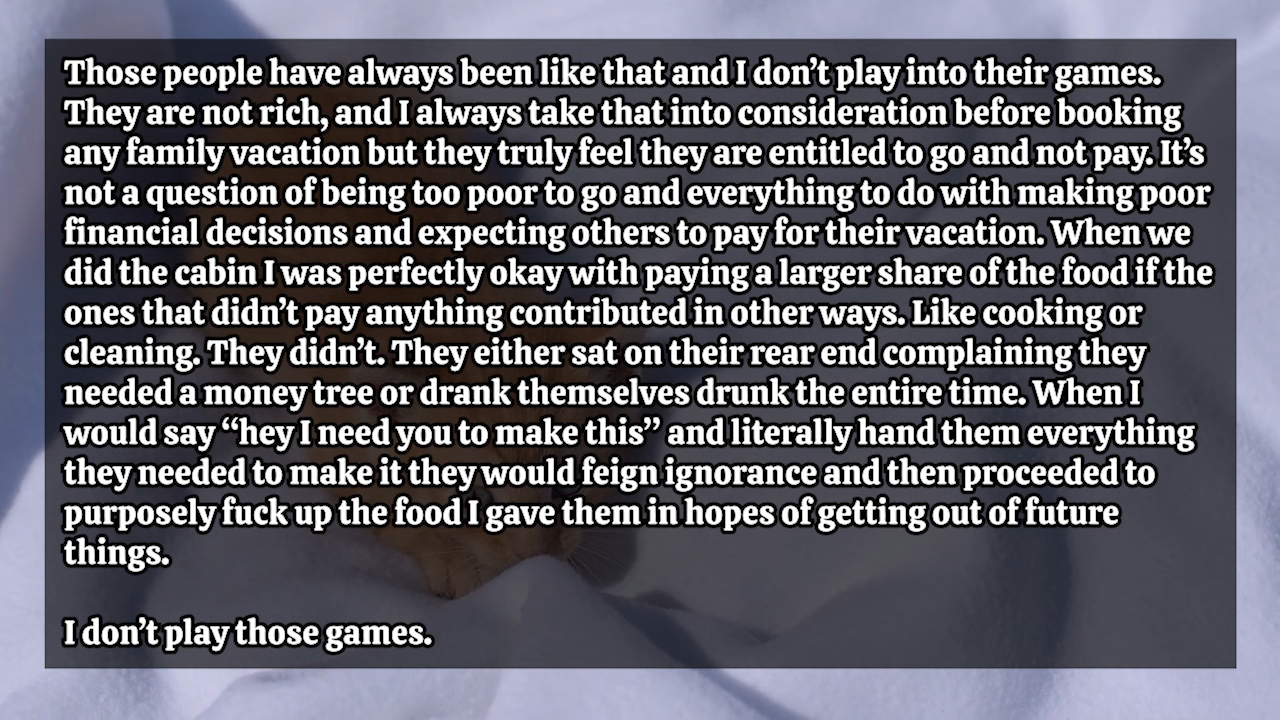 Those people have always been like that and I don’t play into their games.
They are not rich, and I always take that into consideration before booking
any family vacation but they truly feel they are entitled to go and not pay. It’s
not a question of being too poor to go and everything to do with making poor
financial decisions and expecting others to pay for their vacation. When we
did the cabin I was perfectly okay with paying a larger share of the food if the
ones that didn’t pay anything contributed in other ways. Like cooking or
cleaning. They didn’t. They either sat on their rear end complaining they
needed a money tree or drank themselves drunk the entire time. When I
would say “hey I need you to make this” and literally hand them everything
they needed to make it they would feign ignorance and then proceeded to
purposely fuck up the food I gave them in hopes of getting out of future
things.
I don’t play those games.